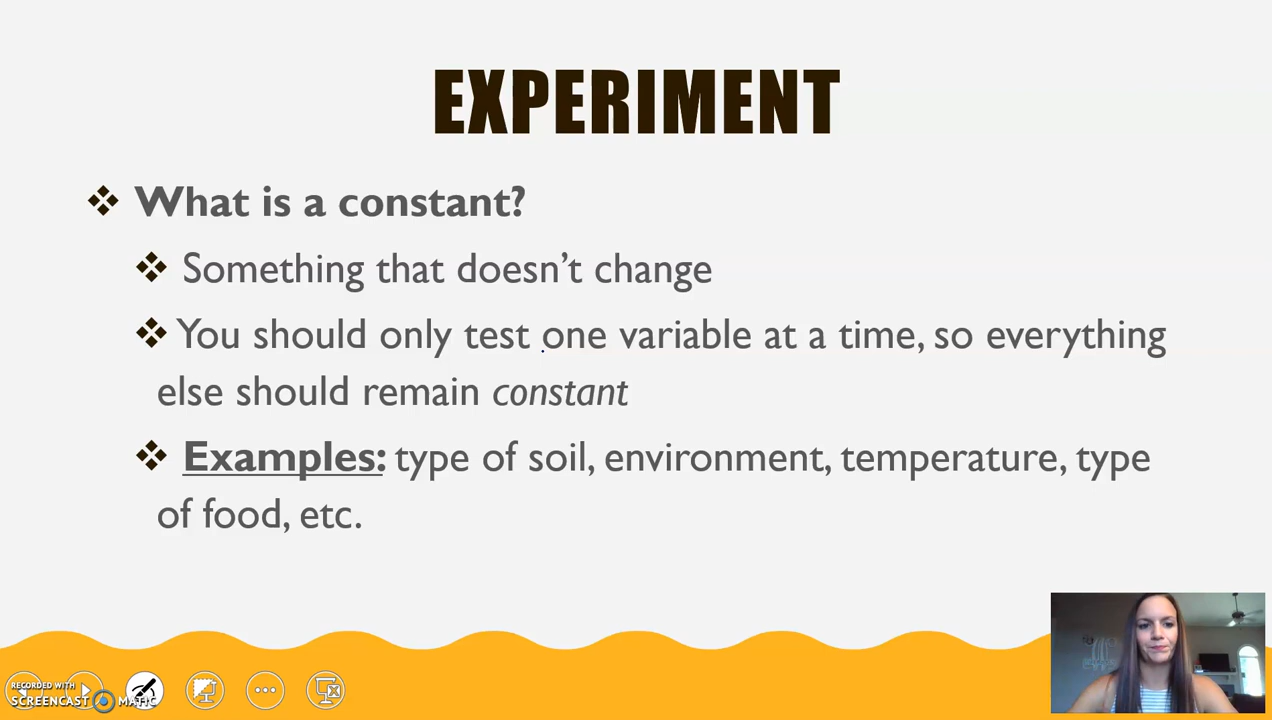 EXPERIMENT
What is a constant?
Something that doesn't change
You should only test one variable at a time, so everything
else should remain constant
Examples: type of soil, environment, temperature, type
of food, etc.
RECORDED WITH
SCREENCAST MATIC